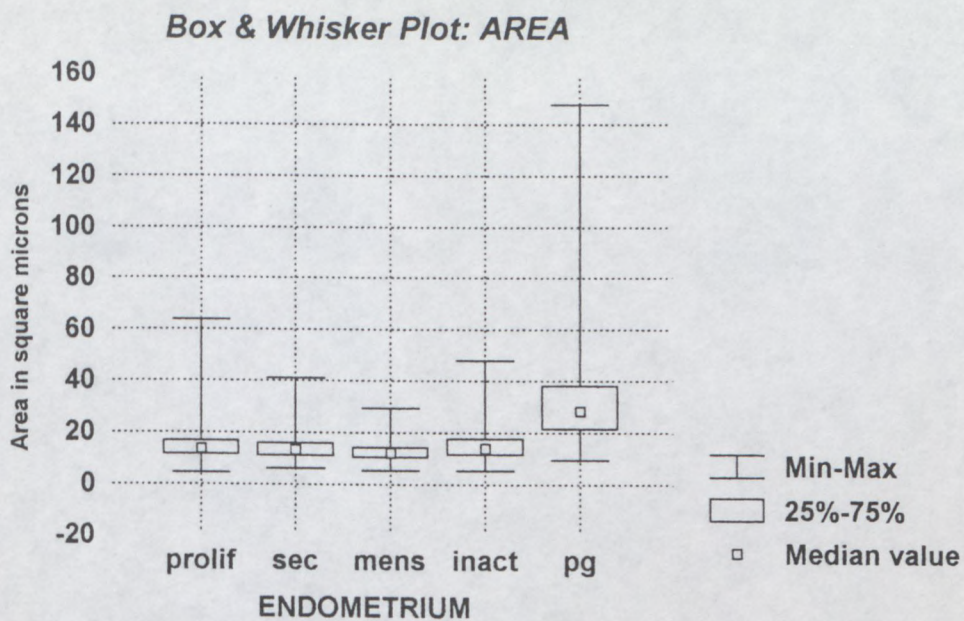 Box & Whisker Plot: AREA
160
140
120
100
80
60
40
20
0
-20
Area in square microns
prolif sec mens inact pg
ENDOMETRIUM
Min-Max
25%-75%
Median value